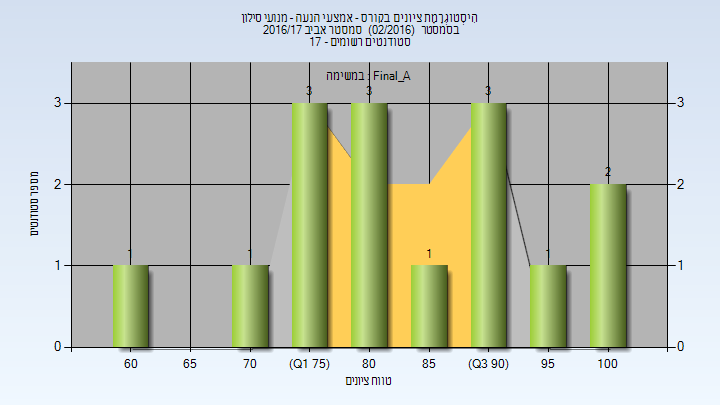 היסטוגרמת ציונים בקורס - אמצעי הנעה - מנועי סילון
בסמסטר (02/2016) סמסטר אביב 2016/17
סטודנטים רשומים - 17
במשימה : Final_A
3 3 3
2
1 1 1 1
3 3
2 2
1 1
0 0
מספר סטודנטים
60 65 70 (Q1 75) 80 85 (Q3 90) 95 100
טווח ציונים